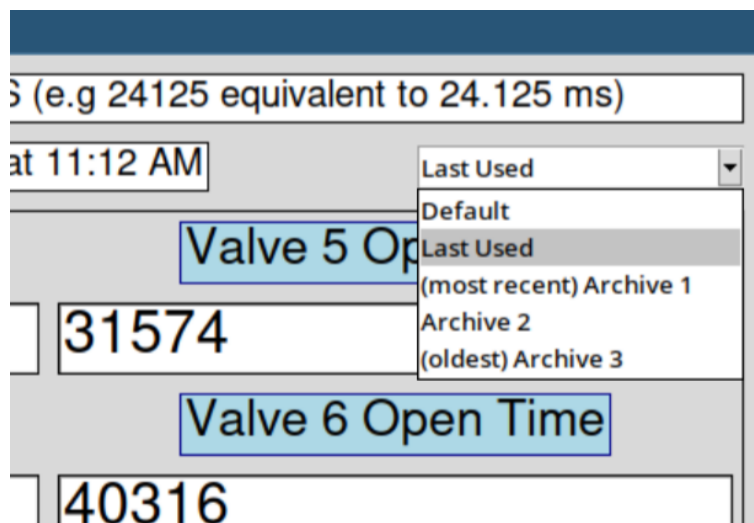 (e.g 24125 equivalent to 24.125 ms)
at 11:12 AM
Last Used
Default
Last Used
(most recent) Archive 1
Archive 2
(oldest) Archive 3
Valve 5
31574
Valve 6 Open Time
40316